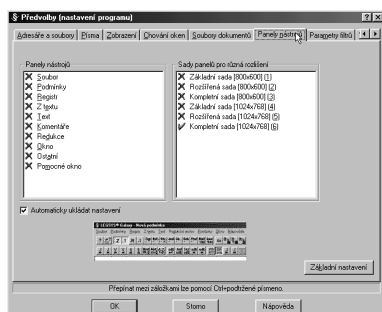 § Předvolby (nastavení programu)
Adresáře a soubory Písma Zobrazení Chování oken Soubory dokumentů Panely nástrojů Parametry filtrů
Panely nástrojů
Soubor
Podmínky
Registr
Z textu
Text
Komentáře
Redukce
Okno
Ostatní
Pomocné okno
Sady panelů pro různá rozlišení
Základní sada [800x600] (1)
Rozšířená sada [800x600] (2)
Kompletní sada [800x600] (3)
Základní sada [1024x768] (4)
Rozšířená sada [1024x768] (5)
Kompletní sada [1024x768] (6)
Automaticky ukládat nastavení
Základní nastavení
Přepínat mezi záložkami lze pomocí Ctrl+podtržené písmeno.
OK Storno Nápověda